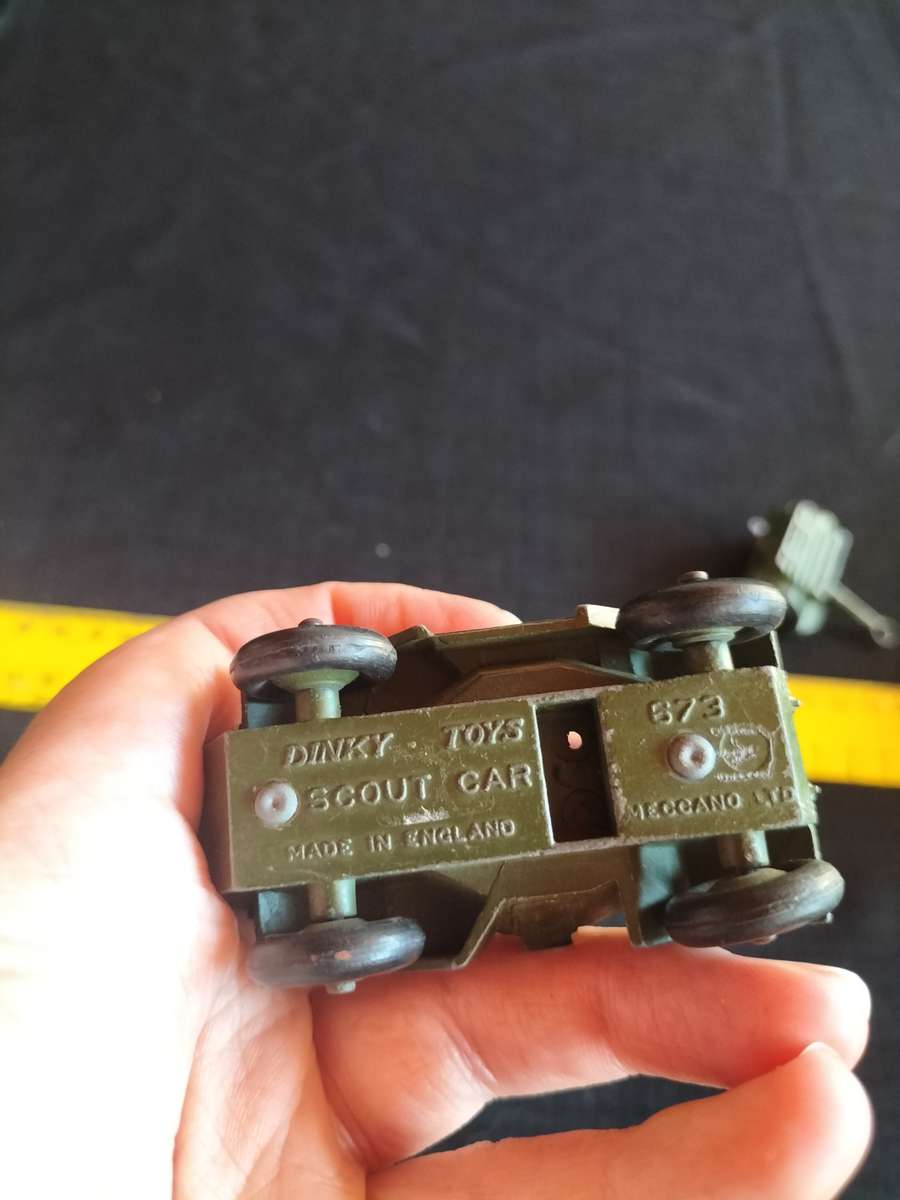 DINKY TOYS
SCOUT CAR
MADE IN ENGLAND
673
MECCANO LTD